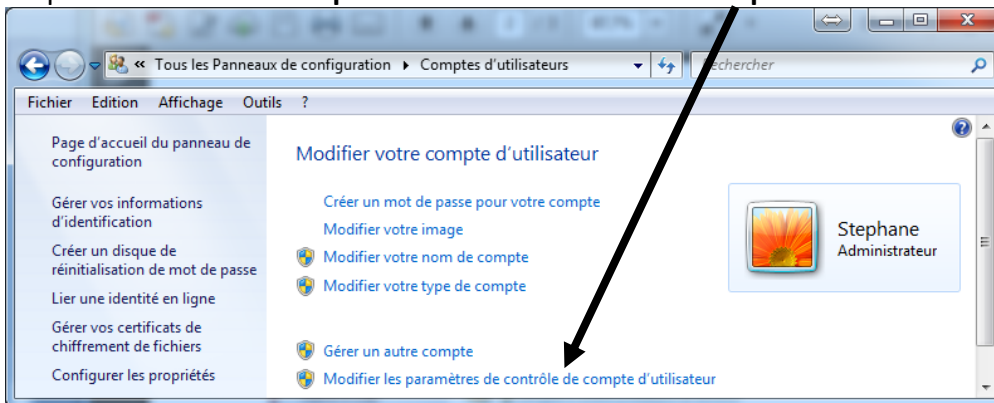 « Tous les Panneaux de configuration ▸ Comptes d'utilisateurs
Rechercher
Fichier Edition Affichage Outils ?
Page d'accueil du panneau de
configuration
Gérer vos informations
d'identification
Créer un disque de
réinitialisation de mot de passe
Lier une identité en ligne
Gérer vos certificats de
chiffrement de fichiers
Configurer les propriétés
Modifier votre compte d'utilisateur
Créer un mot de passe pour votre compte
Modifier votre image
Modifier votre nom de compte
Modifier votre type de compte
Gérer un autre compte
Modifier les paramètres de contrôle de compte d'utilisateur
Stephane
Administrateur